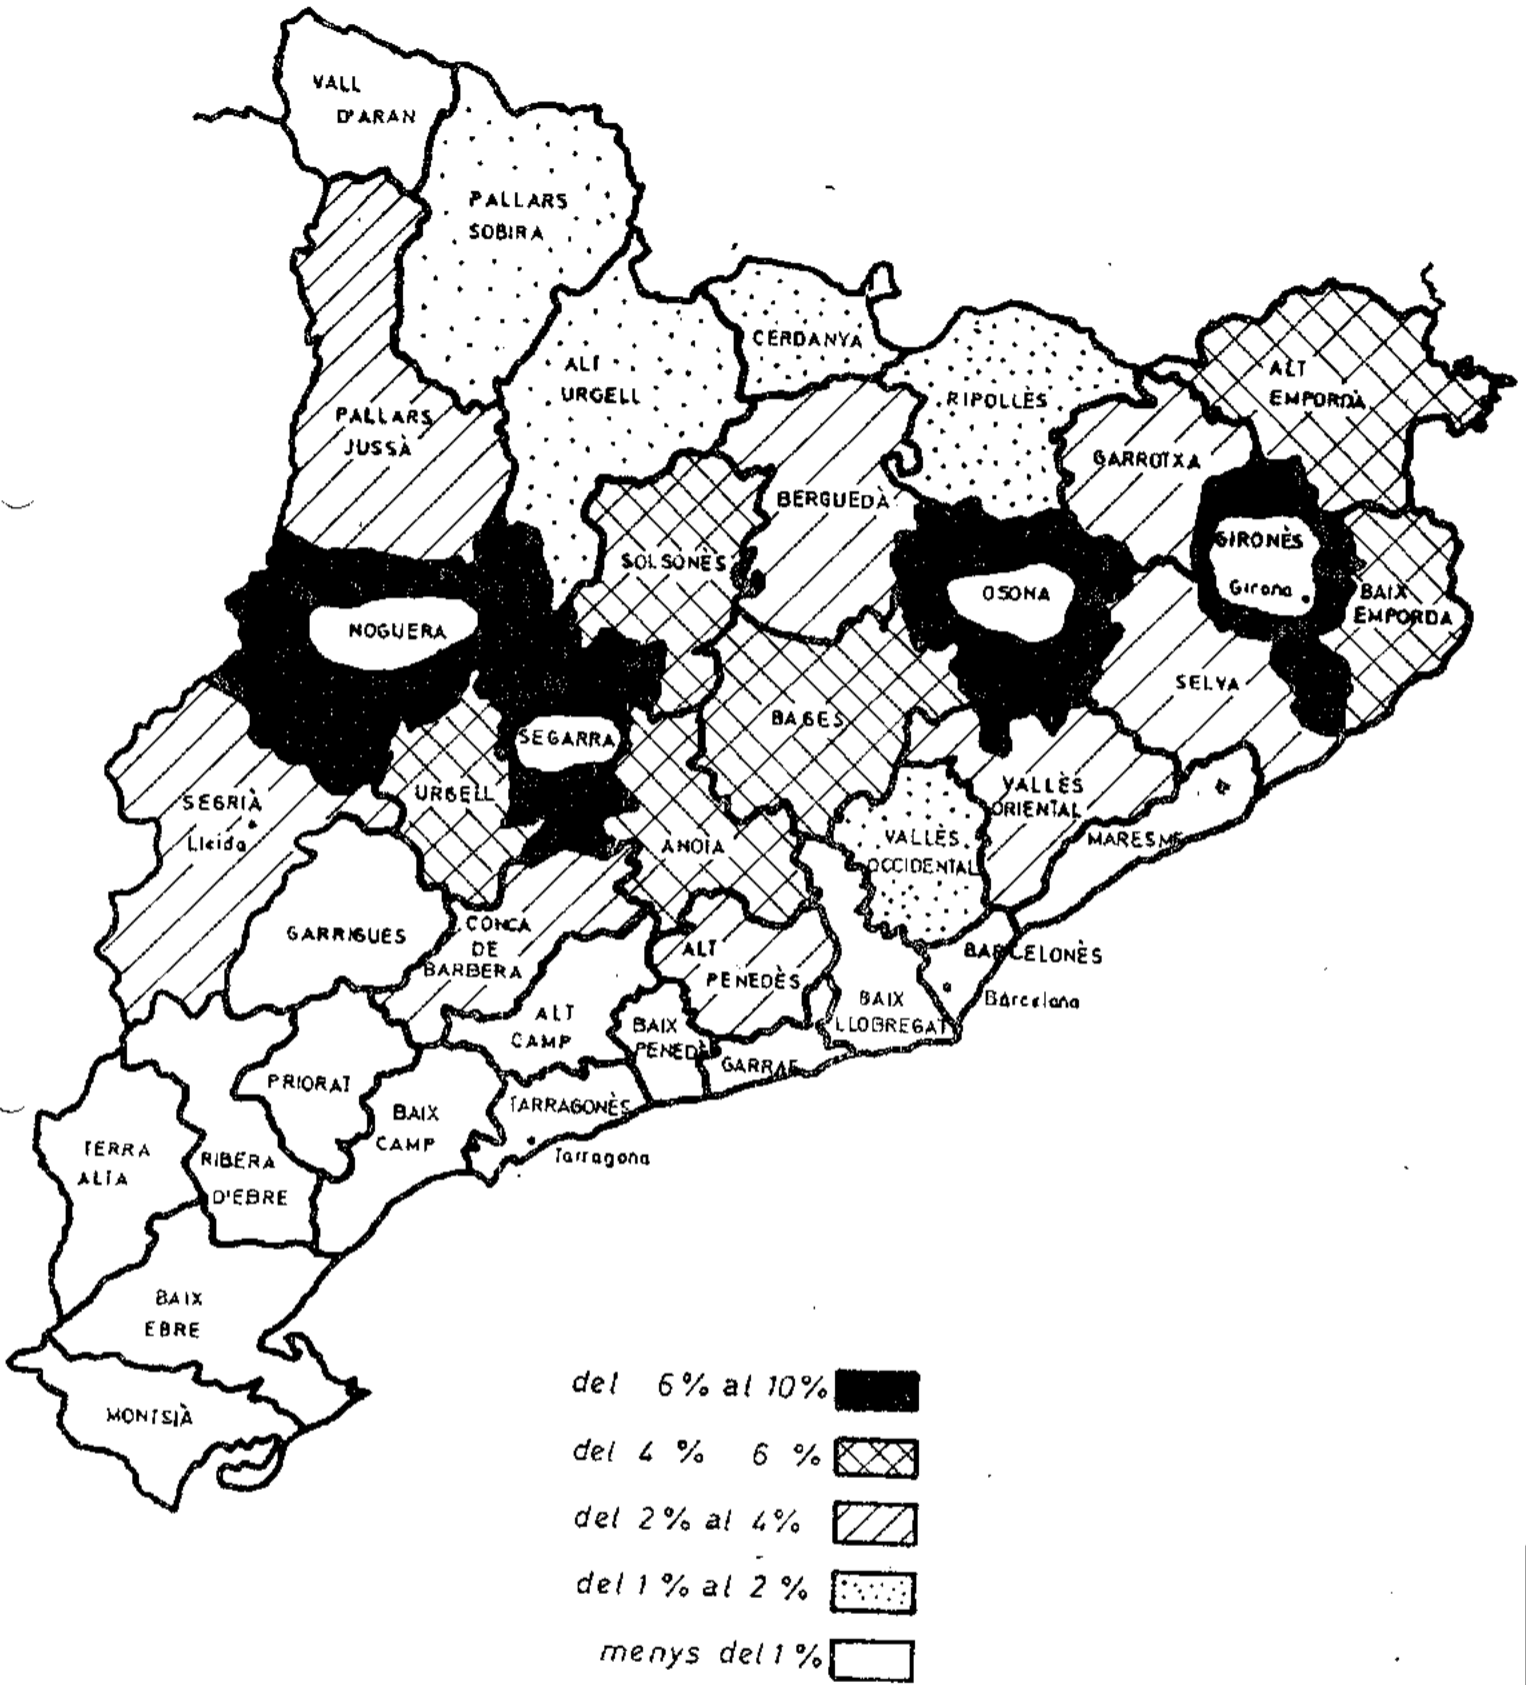 VALL
D'ARAN
PALLARS
SOBIRA
CERDANYA
ALT
URGELL
RIPOLLÈS
ALT
EMPORDÀ
PALLARS
JUSSÀ
GARROTXA
BERGUEDÀ
SOLSONÈS
GIRONÈS
Girona
OSONA
BAIX
EMPORDA
NOGUERA
SELVA
BAGES
SEGARRA
URGELL
SEGRIÀ
Lleida
VALLÈS
ORIENTAL
MARESME
ANOIA
VALLÈS
OCCIDENTAL
GARRIGUES
CONCA
DE
BARBERA
ALT
PENEDÈS
BARCELONÈS
Barcelona
BAIX
LLOBREGAT
ALT
CAMP
BAIX
PENEDÈ
GARRAF
PRIORAT
BAIX
CAMP
TARRAGONÈS
Tarragona
TERRA
ALTA
RIBERA
D'EBRE
BAIX
EBRE
MONTSIÀ
del 6% al 10%
del 4 % 6 %
del 2% al 4%
del 1% al 2 %
menys del 1%